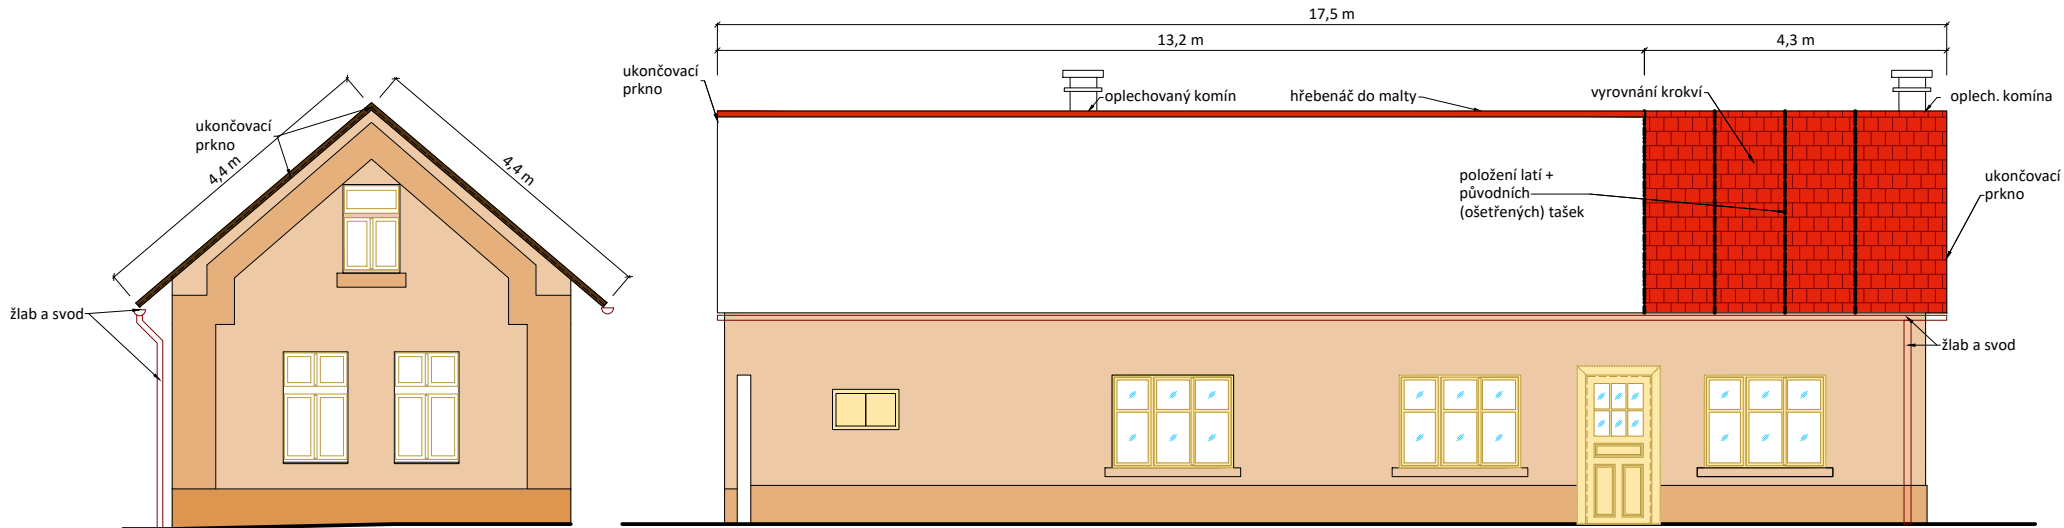 17,5 m
13,2 m
4,3 m
ukončovací
prkno
4,4 m
4,4 m
žlab a svod
ukončovací
prkno
oplechovaný komín
hřebenáč do malty
vyrovnání krokví
oplech. komína
položení latí +
původních
(ošetřených) tašek
ukončovací
prkno
žlab a svod